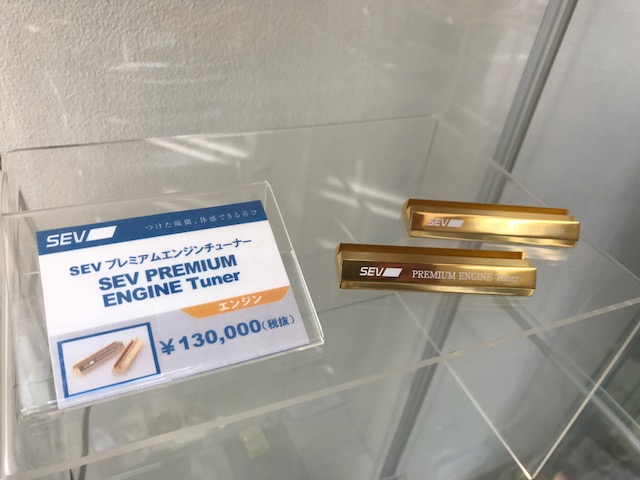 SEV
つけた瞬間、体感できる喜び
SEV プレミアムエンジンチューナー
SEV PREMIUM
ENGINE Tuner
エンジン
¥130,000(税抜)
SEV
SEV PREMIUM ENGINE Tuner